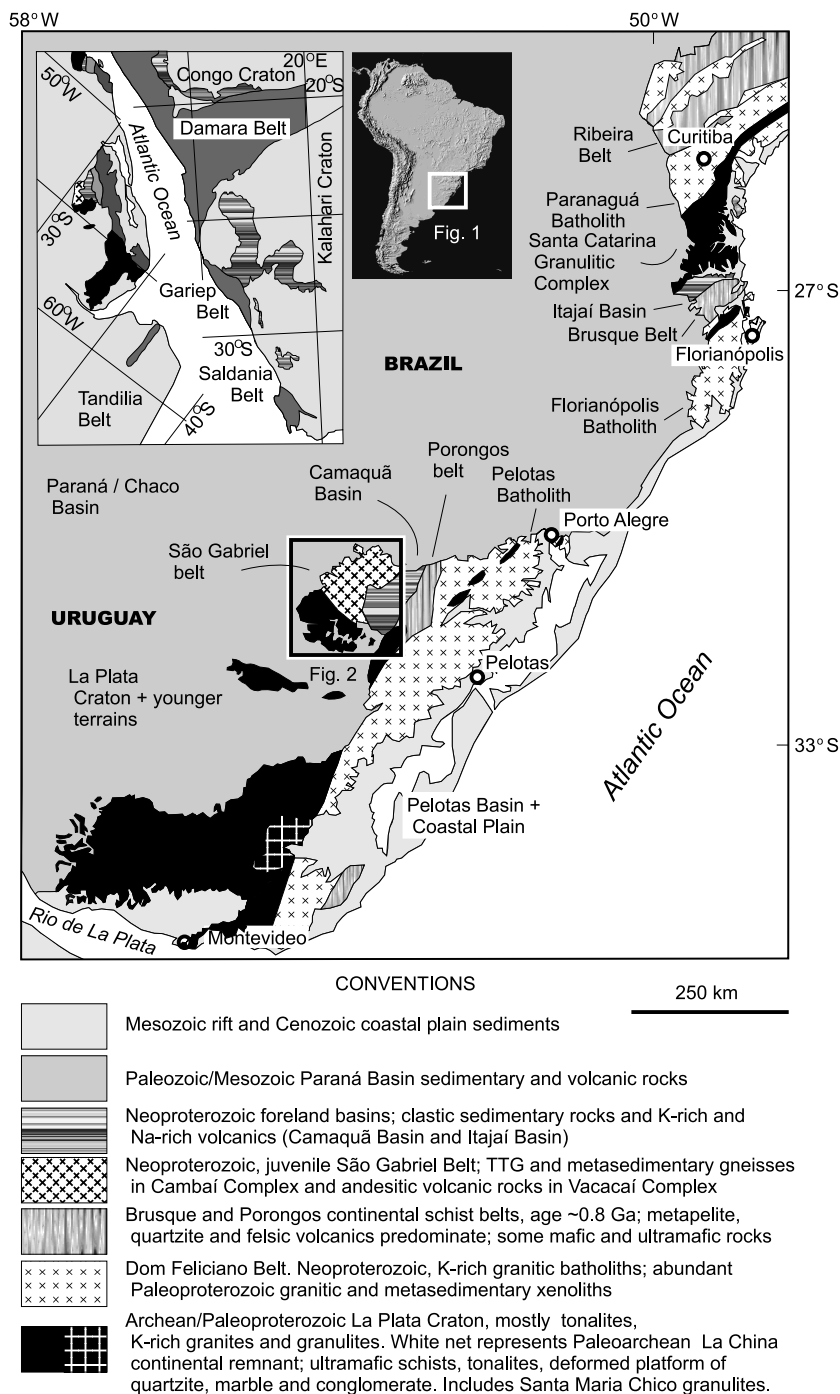 58°W
50°W
20°E
20°S
Congo Craton
50°W
Damara Belt
Atlantic Ocean
Kalahari Craton
30°S
Gariep
Belt
60°W
30°S
Saldania
Belt
Tandilia
Belt
40°S
Fig. 1
Ribeira
Belt
Curitiba
Paranaguá
Batholith
Santa Catarina
Granulitic
Complex
27°S
Itajaí Basin
Brusque Belt
Florianópolis
BRAZIL
Florianópolis
Batholith
Paraná / Chaco
Basin
Camaquã
Basin
Porongos
belt
Pelotas
Batholith
Porto Alegre
São Gabriel
belt
URUGUAY
Fig. 2
Pelotas
La Plata
Craton + younger
terrains
Atlantic Ocean
33°S
Pelotas Basin +
Coastal Plain
Rio de La Plata
Montevideo
CONVENTIONS
250 km
Mesozoic rift and Cenozoic coastal plain sediments
Paleozoic/Mesozoic Paraná Basin sedimentary and volcanic rocks
Neoproterozoic foreland basins; clastic sedimentary rocks and K-rich and
Na-rich volcanics (Camaquã Basin and Itajaí Basin)
Neoproterozoic, juvenile São Gabriel Belt; TTG and metasedimentary gneisses
in Cambaí Complex and andesitic volcanic rocks in Vacacaí Complex
Brusque and Porongos continental schist belts, age ~0.8 Ga; metapelite,
quartzite and felsic volcanics predominate; some mafic and ultramafic rocks
Dom Feliciano Belt. Neoproterozoic, K-rich granitic batholiths; abundant
Paleoproterozoic granitic and metasedimentary xenoliths
Archean/Paleoproterozoic La Plata Craton, mostly tonalites,
K-rich granites and granulites. White net represents Paleoarchean La China
continental remnant; ultramafic schists, tonalites, deformed platform of
quartzite, marble and conglomerate. Includes Santa Maria Chico granulites.